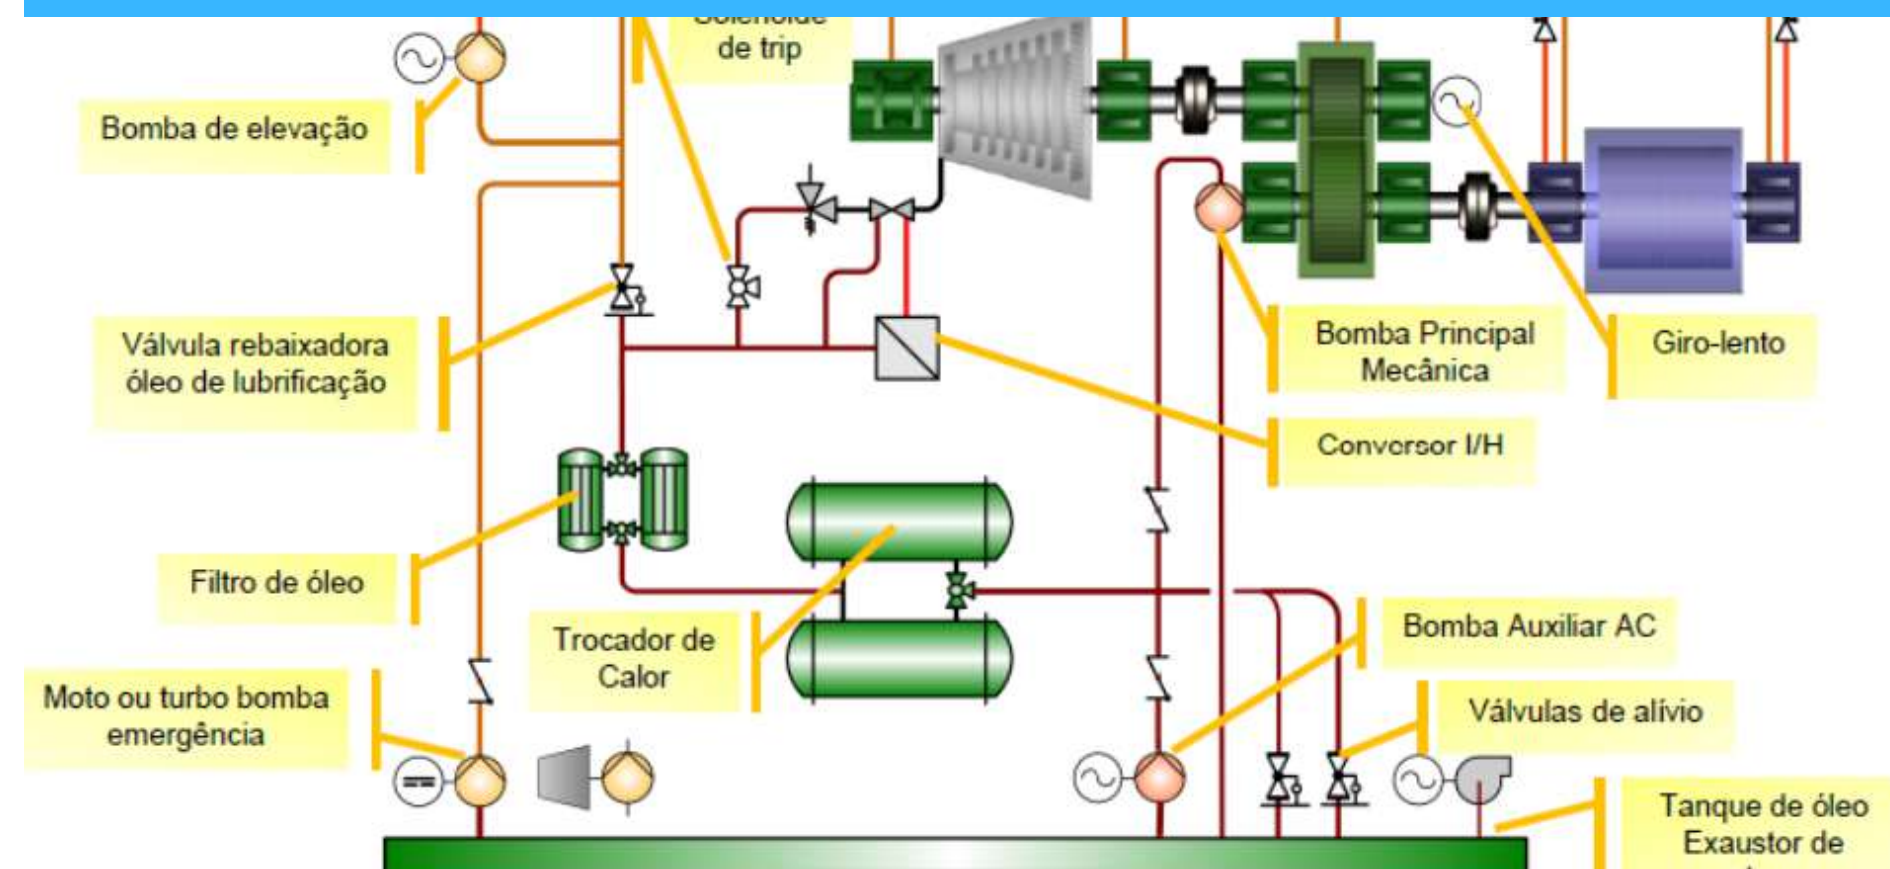 Solenoide
de trip
Bomba de elevação
Válvula rebaixadora
óleo de lubrificação
Bomba Principal
Mecânica
Giro-lento
Conversor I/H
Filtro de óleo
Trocador de
Calor
Bomba Auxiliar AC
Moto ou turbo bomba
emergência
Válvulas de alívio
Tanque de óleo
Exaustor de